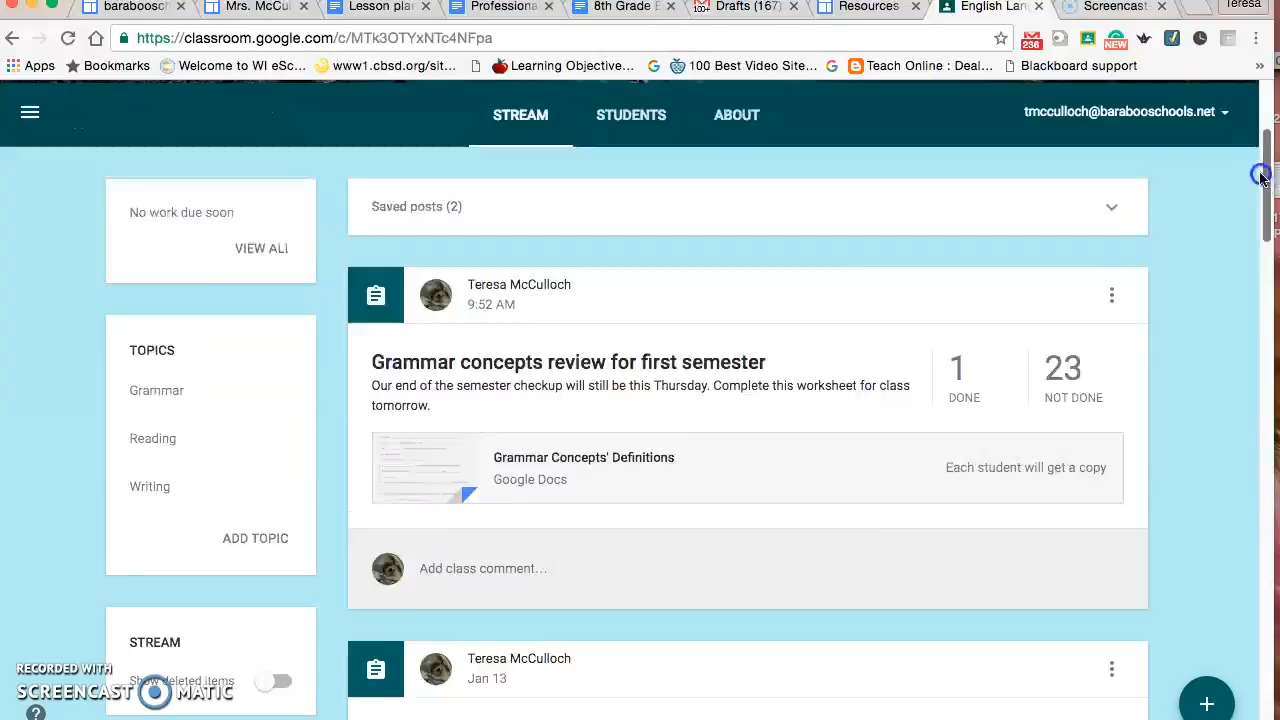 baraboosch
Mrs. McCul
Lesson plan
Professiona
8th Grade E
100+
Drafts (167)
Resources
English Lang
Screencast
Teresa
https://classroom.google.com/c/MTk3OTYxNTc4NFpa
236
NEW
Apps
Bookmarks
Welcome to WI eSc...
www1.cbsd.org/sit...
Learning Objective...
100 Best Video Site...
Teach Online : Deal...
Blackboard support
»
STREAM
STUDENTS
ABOUT
tmcculloch@barabooschools.net
No work due soon
VIEW ALL
Saved posts (2)
Teresa McCulloch
9:52 AM
TOPICS
Grammar
Reading
Writing
ADD TOPIC
Grammar concepts review for first semester
Our end of the semester checkup will still be this Thursday. Complete this worksheet for class
tomorrow.
1
DONE
23
NOT DONE
Grammar Concepts' Definitions
Google Docs
Each student will get a copy
Add class comment…
STREAM
Show deleted items
Teresa McCulloch
Jan 13
RECORDED WITH
SCREENCAST MATIC
?
+